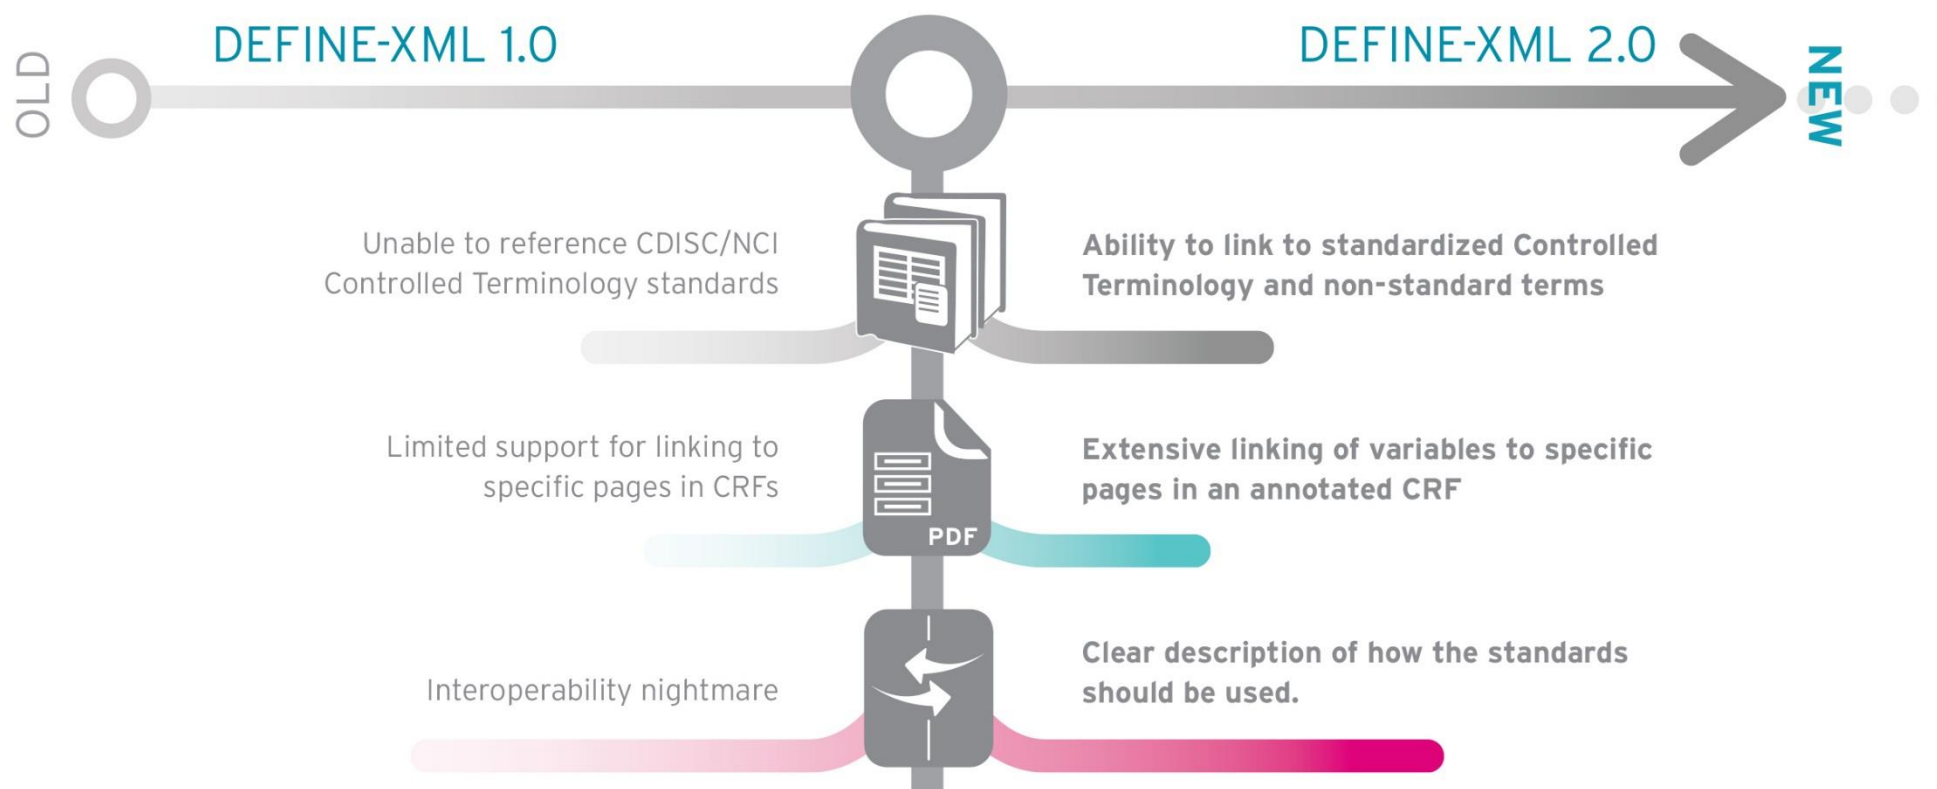 OLD
DEFINE-XML 1.0
DEFINE-XML 2.0
NEW
Unable to reference CDISC/NCI
Controlled Terminology standards
Ability to link to standardized Controlled
Terminology and non-standard terms
Limited support for linking to
specific pages in CRFs
PDF
Extensive linking of variables to specific
pages in an annotated CRF
Interoperability nightmare
Clear description of how the standards
should be used.